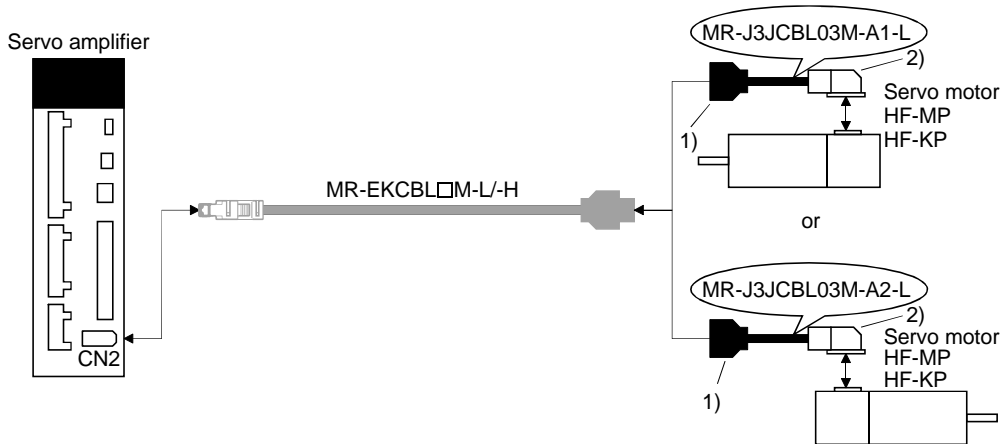 Servo amplifier
CN2
MR-EKCBL□M-L/-H
MR-J3JCBL03M-A1-L
1)
2)
Servo motor
HF-MP
HF-KP
or
MR-J3JCBL03M-A2-L
1)
2)
Servo motor
HF-MP
HF-KP